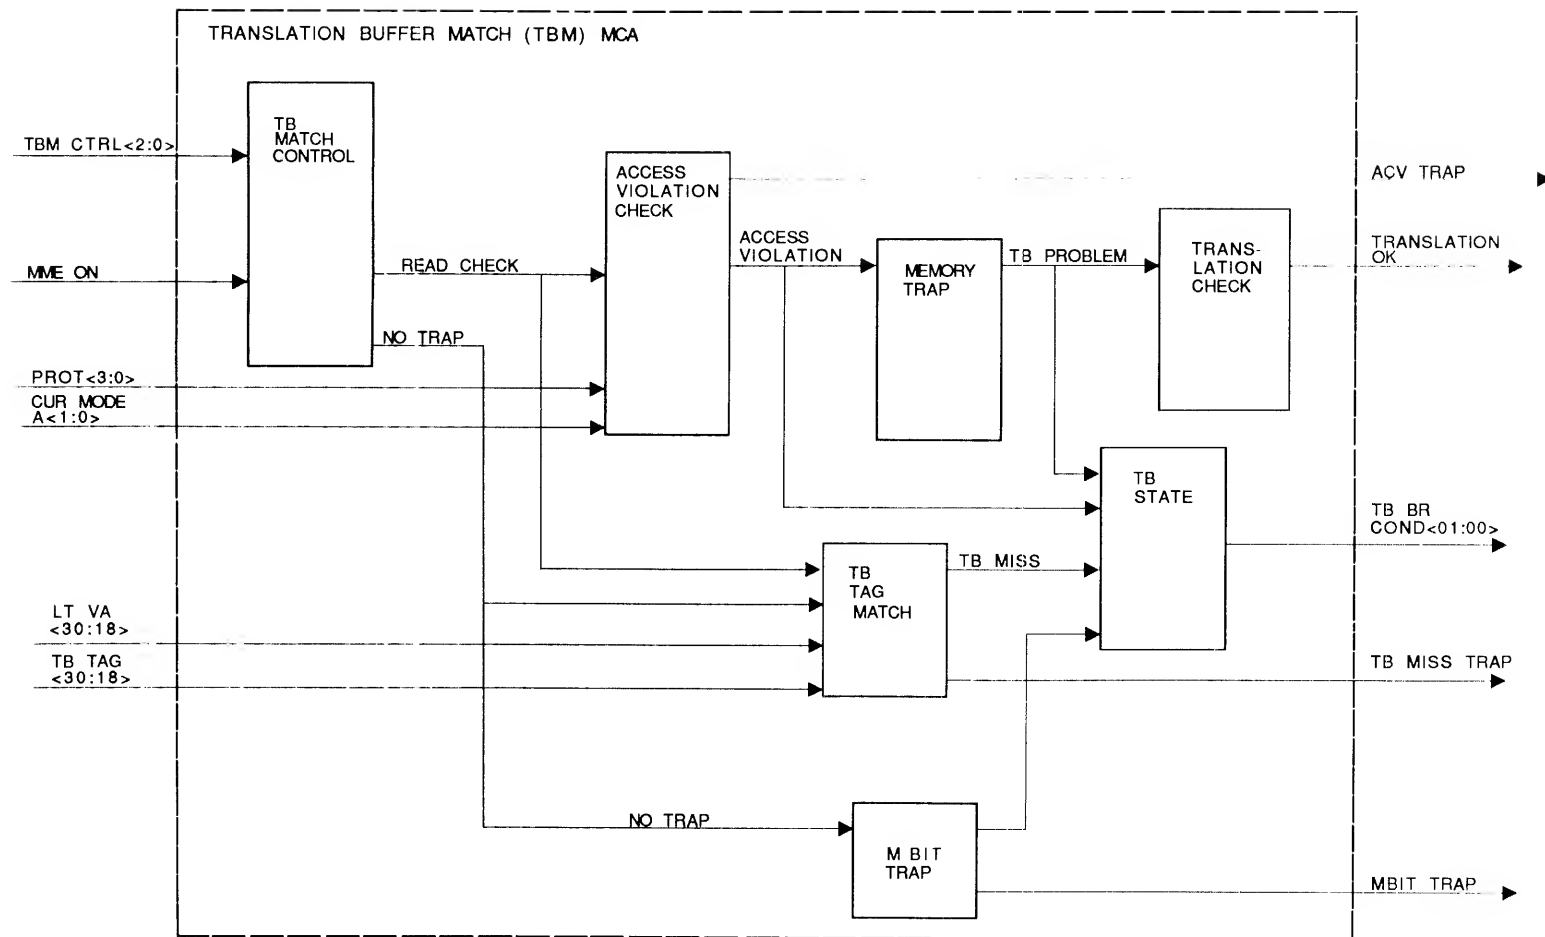 TRANSLATION BUFFER MATCH (TBM) MCA
TB
MATCH
CONTROL
TBM CTRL<2:0>
ACCESS
VIOLATION
CHECK
ACV TRAP
ACCESS
VIOLATION
TRANSLATION
OK
MME ON
READ CHECK
MEMORY
TRAP
TB PROBLEM
TRANS-
LATION
CHECK
NO TRAP
PROT<3:0>
CUR MODE
A<1:0>
TB
STATE
TB BR
COND<01:00>
TB
TAG
MATCH
TB MISS
LT VA
<30:18>
TB TAG
<30:18>
TB MISS TRAP
NO TRAP
M BIT
TRAP
MBIT TRAP